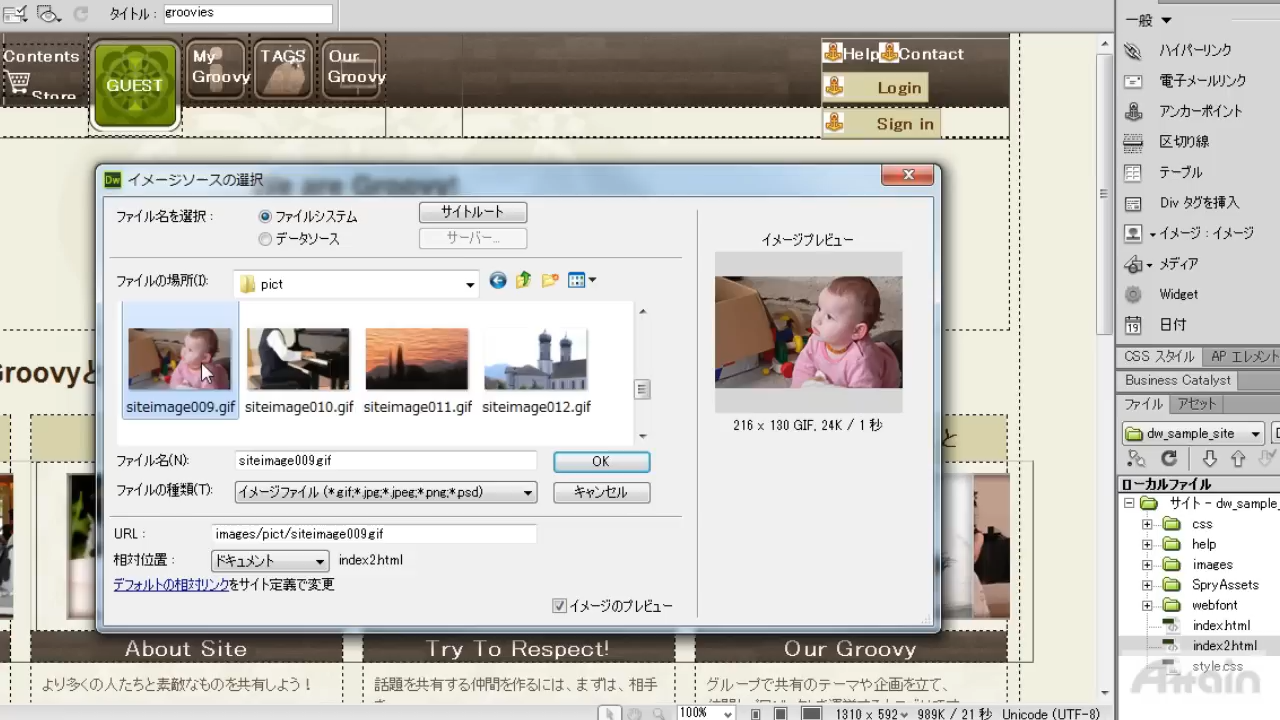 タイトル : groovies
一般
Contents
Store
GUEST
My
Groovy
TAGS
Our
Groovy
Help Contact
Login
Sign in
We are Groovy!
ハイパーリンク
電子メールリンク
アンカーポイント
区切り線
テーブル
Div タグを挿入
イメージ : イメージ
メディア
Widget
日付
Dw イメージソースの選択
ファイル名を選択 :
ファイルシステム
データソース
サイトルート
サーバー...
イメージプレビュー
ファイルの場所(I):
pict
siteimage009.gif
siteimage010.gif
siteimage011.gif
siteimage012.gif
216 x 130 GIF, 24K / 1 秒
ファイル名(N):
siteimage009.gif
OK
ファイルの種類(T):
イメージファイル (*.gif;*.jpg;*.jpeg;*.png;*.psd)
キャンセル
URL :
images/pict/siteimage009.gif
相対位置 :
ドキュメント
index2.html
デフォルトの相対リンクをサイト定義で変更
イメージのプレビュー
Groovyと
と
About Site
Try To Respect!
Our Groovy
より多くの人たちと素敵なものを共有しよう!
話題を共有する仲間を作るには、まずは、相手
グループで共有のテーマや企画を立て、
CSS スタイル
AP エレメント
Business Catalyst
ファイル
アセット
dw_sample_site
ローカルファイル
サイト - dw_sample_
css
help
images
SpryAssets
webfont
index.html
index2.html
style.css
Attain
100%
1310 x 592
989K / 21 秒
Unicode (UTF-8)